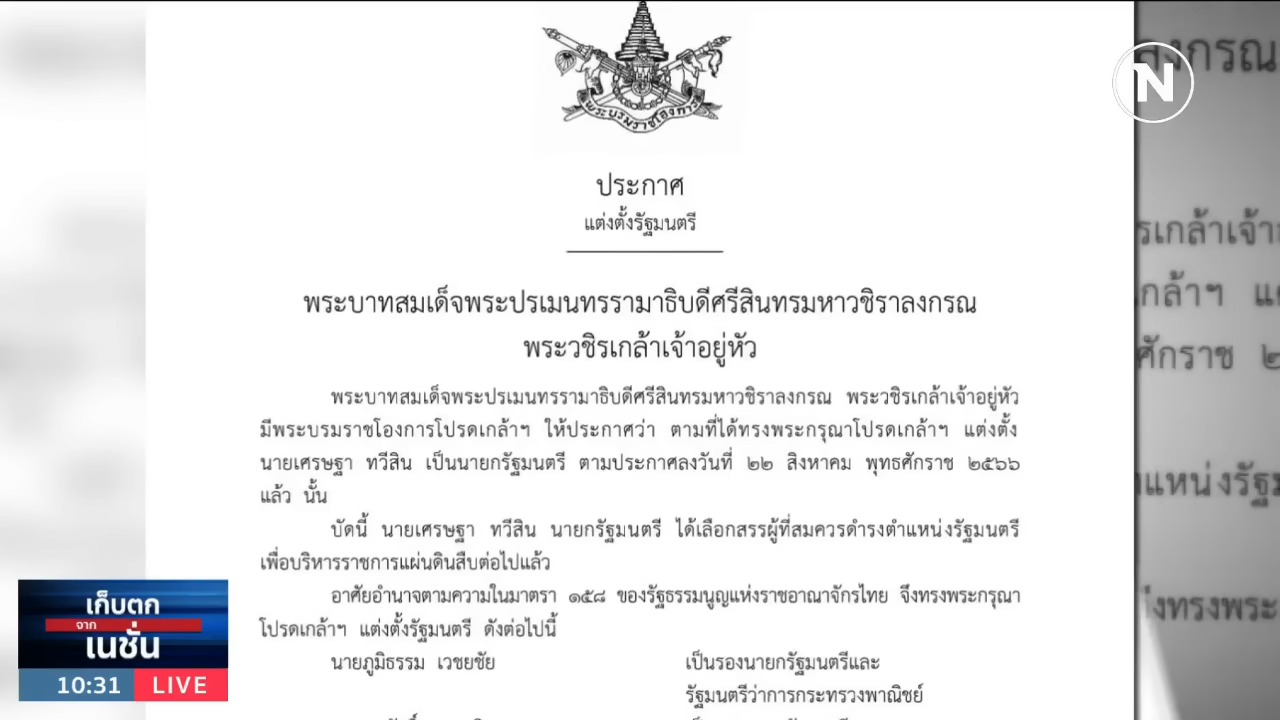 พระบรมราชโองการ
ประกาศ
แต่งตั้งรัฐมนตรี
พระบาทสมเด็จพระปรเมนทรรามาธิบดีศรีสินทรมหาวชิราลงกรณ
พระวชิรเกล้าเจ้าอยู่หัว
พระบาทสมเด็จพระปรเมนทรรามาธิบดีศรีสินทรมหาวชิราลงกรณ พระวชิรเกล้าเจ้าอยู่หัว
มีพระบรมราชโองการโปรดเกล้าฯ ให้ประกาศว่า ตามที่ได้ทรงพระกรุณาโปรดเกล้าฯ แต่งตั้ง
นายเศรษฐา ทวีสิน เป็นนายกรัฐมนตรี ตามประกาศลงวันที่ ๒๒ สิงหาคม พุทธศักราช ๒๕๖๖
แล้ว นั้น
บัดนี้ นายเศรษฐา ทวีสิน นายกรัฐมนตรี ได้เลือกสรรผู้ที่สมควรดำรงตำแหน่งรัฐมนตรี
เพื่อบริหารราชการแผ่นดินสืบต่อไปแล้ว
อาศัยอำนาจตามความในมาตรา ๑๕๘ ของรัฐธรรมนูญแห่งราชอาณาจักรไทย จึงทรงพระกรุณา
โปรดเกล้าฯ แต่งตั้งรัฐมนตรี ดังต่อไปนี้
นายภูมิธรรม เวชยชัย เป็นรองนายกรัฐมนตรีและ
รัฐมนตรีว่าการกระทรวงพาณิชย์
N
เก็บตก
จาก
เนชั่น
10:31 LIVE